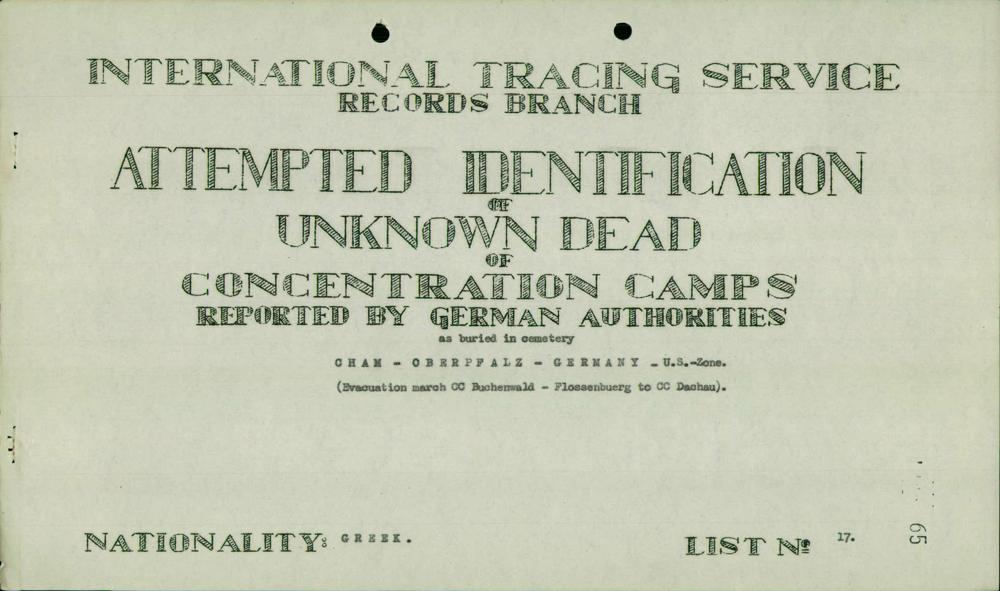 INTERNATIONAL TRACING SERVICE
RECORDS BRANCH
ATTEMPTED IDENTIFICATION
OF
UNKNOWN DEAD
OF
CONCENTRATION CAMPS
REPORTED BY GERMAN AUTHORITIES
as buried in cemetery
CHAM - OBERPFALZ - GERMANY - U.S.-Zone.
(Evacuation march CC Buchenwald - Flossenbuerg to CC Dachau).
NATIONALITY: GREEK.
LIST Nº 17.
65